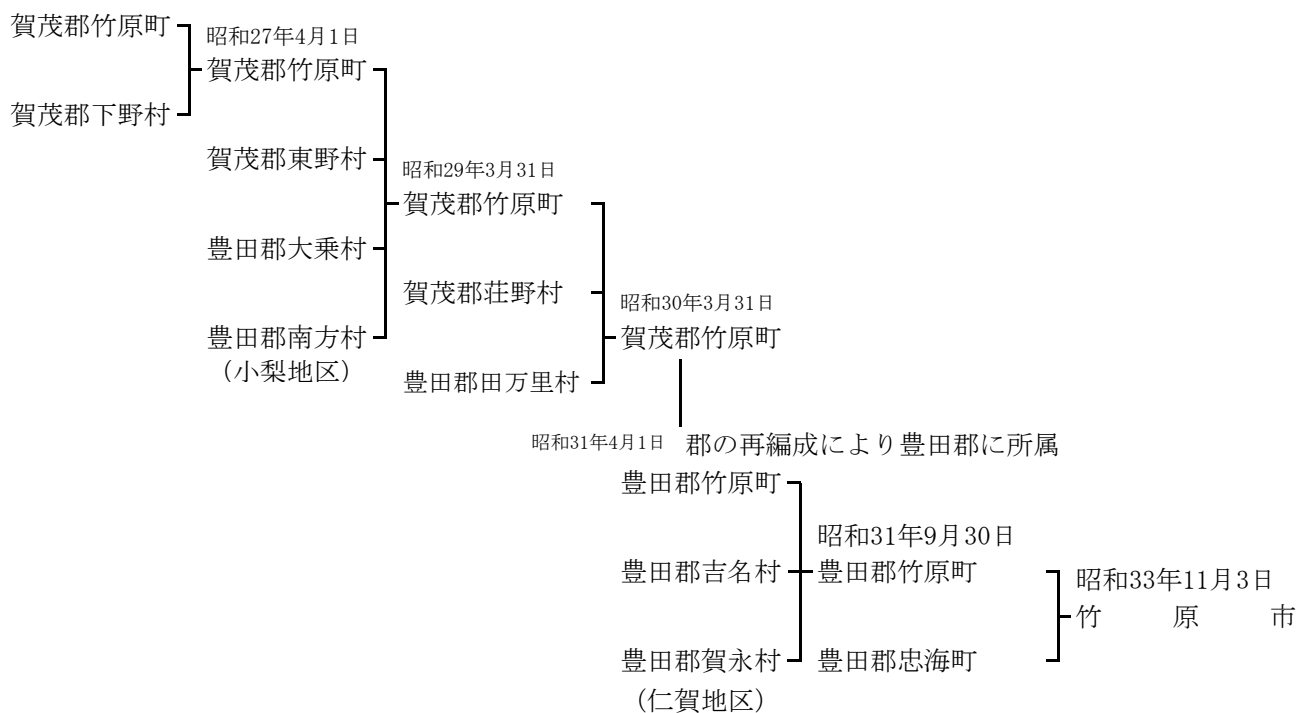 賀茂郡竹原町
昭和27年4月1日
賀茂郡竹原町
賀茂郡下野村
賀茂郡東野村
昭和29年3月31日
賀茂郡竹原町
豊田郡大乗村
賀茂郡荘野村
昭和30年3月31日
豊田郡南方村
賀茂郡竹原町
（小梨地区）
豊田郡田万里村
昭和31年4月1日 郡の再編成により豊田郡に所属
豊田郡竹原町
昭和31年9月30日
豊田郡吉名村
豊田郡竹原町
昭和33年11月3日
竹原市
豊田郡賀永村
豊田郡忠海町
（仁賀地区）